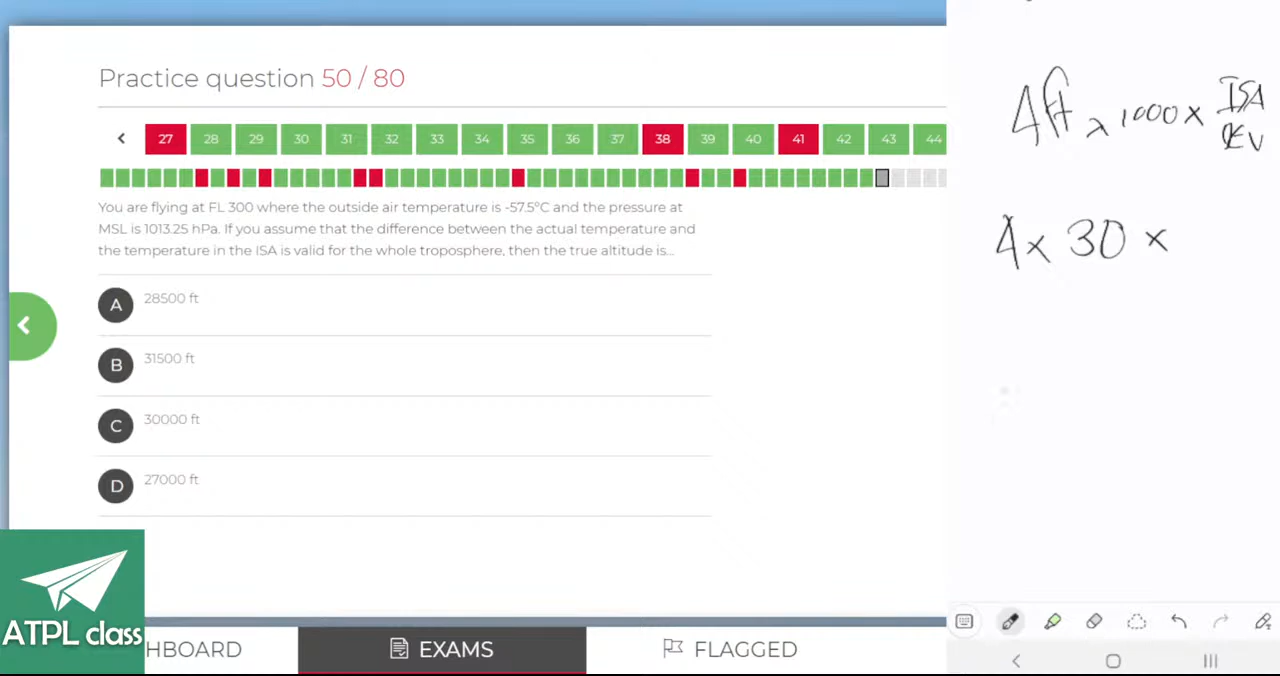 Practice question 50 / 80
27 28 29 30 31 32 33 34 35 36 37 38 39 40 41 42 43 44
You are flying at FL 300 where the outside air temperature is -57.5°C and the pressure at
MSL is 1013.25 hPa. If you assume that the difference between the actual temperature and
the temperature in the ISA is valid for the whole troposphere, then the true altitude is...
A 28500 ft
B 31500 ft
C 30000 ft
D 27000 ft
ATPL class
HBOARD
EXAMS
FLAGGED
4ft x 1000 x ISA
4 x 30 x